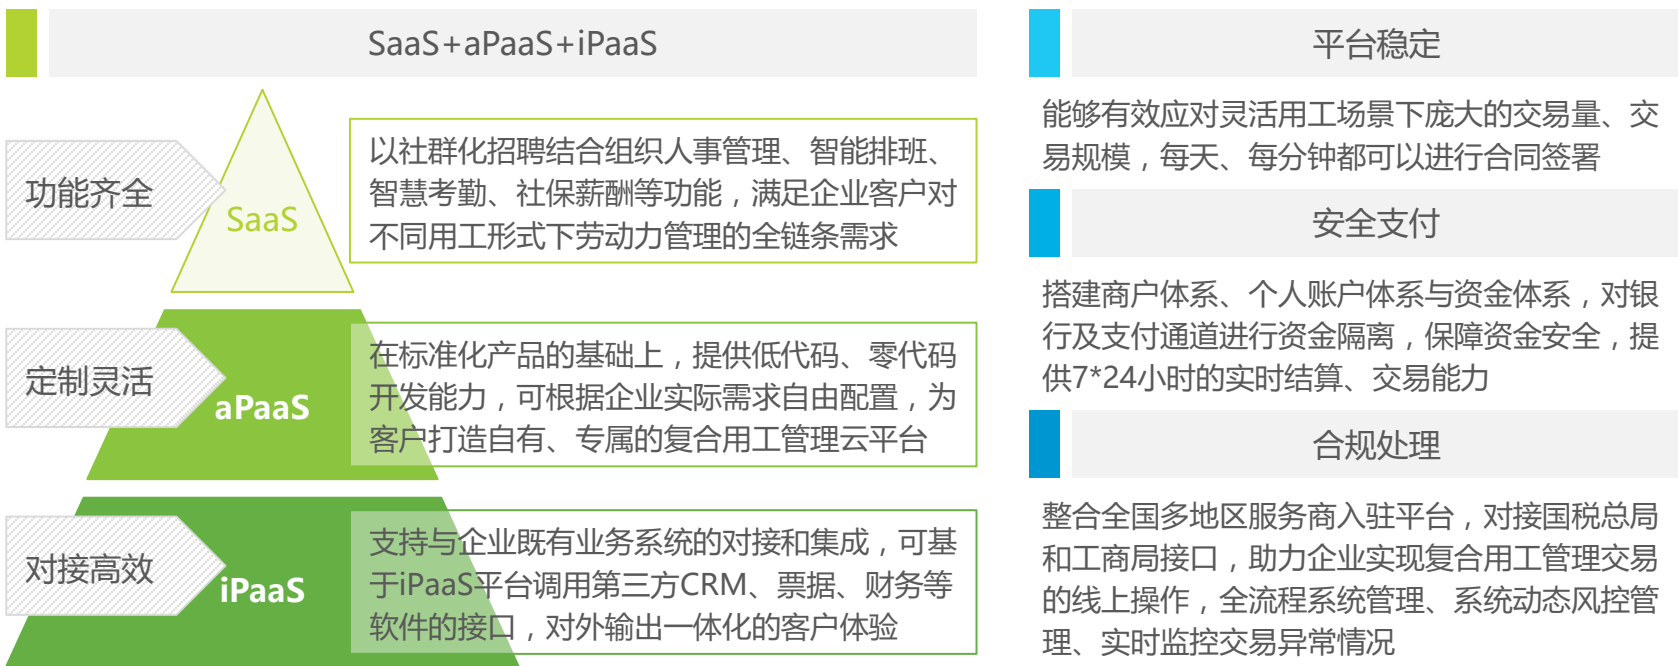 SaaS+aPaaS+iPaaS
功能齐全
SaaS
以社群化招聘结合组织人事管理、智能排班、
智慧考勤、社保薪酬等功能，满足企业客户对
不同用工形式下劳动力管理的全链条需求
定制灵活
aPaaS
在标准化产品的基础上，提供低代码、零代码
开发能力，可根据企业实际需求自由配置，为
客户打造自有、专属的复合用工管理云平台
对接高效
iPaaS
支持与企业既有业务系统的对接和集成，可基
于iPaaS平台调用第三方CRM、票据、财务等
软件的接口，对外输出一体化的客户体验
平台稳定
能够有效应对灵活用工场景下庞大的交易量、交
易规模，每天、每分钟都可以进行合同签署
安全支付
搭建商户体系、个人账户体系与资金体系，对银
行及支付通道进行资金隔离，保障资金安全，提
供7*24小时的实时结算、交易能力
合规处理
整合全国多地区服务商入驻平台，对接国税总局
和工商局接口，助力企业实现复合用工管理交易
的线上操作，全流程系统管理、系统动态风控管
理、实时监控交易异常情况